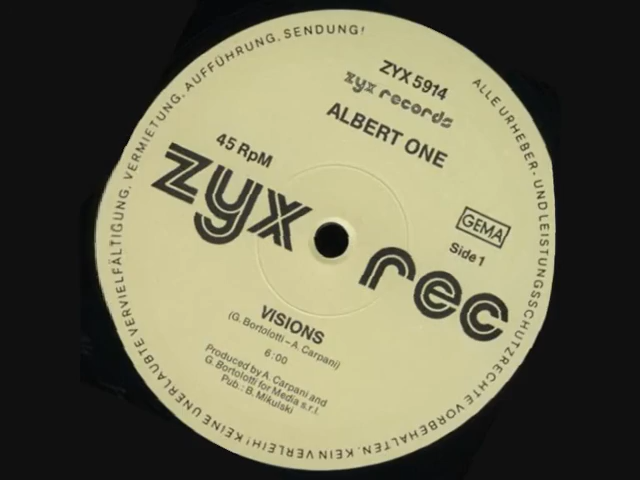 ALLE URHEBER- UND LEISTUNGSSCHUTZRECHTE VORBEHALTEN. KEIN VERLEIH! KEINE UNERLAUBTE VERVIELFÄLTIGUNG, VERMIETUNG, AUFFÜHRUNG, SENDUNG!
ZYX 5914
zyx records
ALBERT ONE
45 RpM
zyx rec
GEMA
Side 1
VISIONS
(G. Bortolotti – A. Carpani)
6:00
Produced by A. Carpani and
G. Bortolotti for Media s.r.l.
Pub.: B. Mikulski